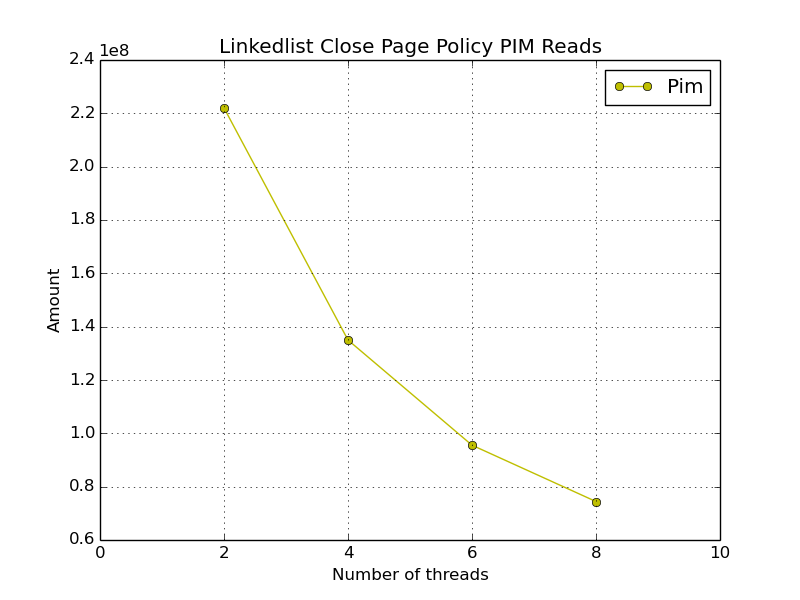 Linkedlist Close Page Policy PIM Reads
1e8
Pim
2.4
2.2
2.0
1.8
1.6
1.4
1.2
1.0
0.8
0.6
Amount
0 2 4 6 8 10
Number of threads